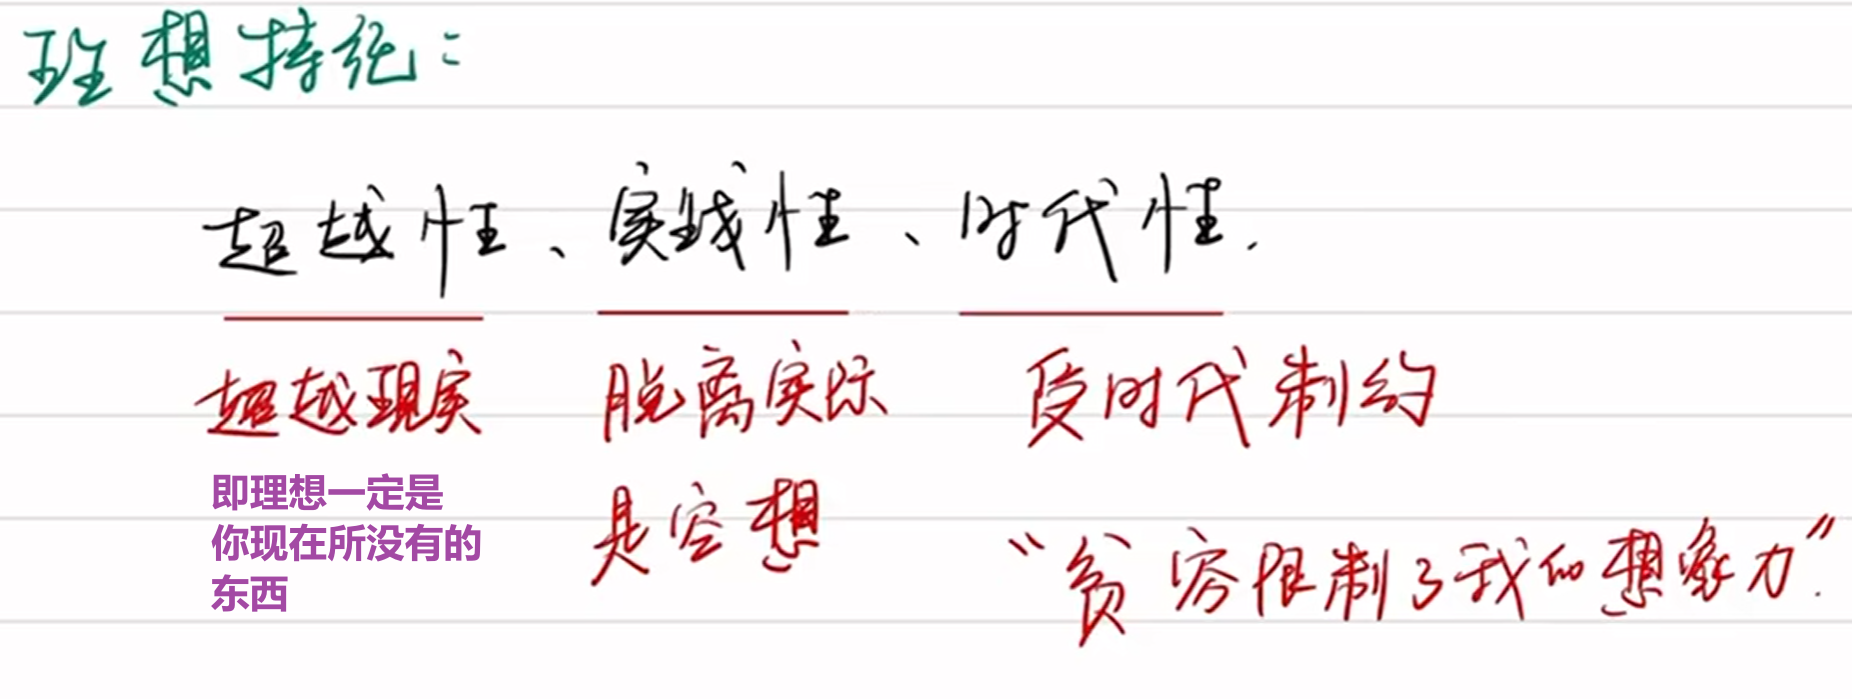 理想特征：
超越性、实践性、时代性.
超越现实 脱离实际 受时代制约
是空想
即理想一定是
你现在所没有的
东西
“贫穷限制了我的想象力”.